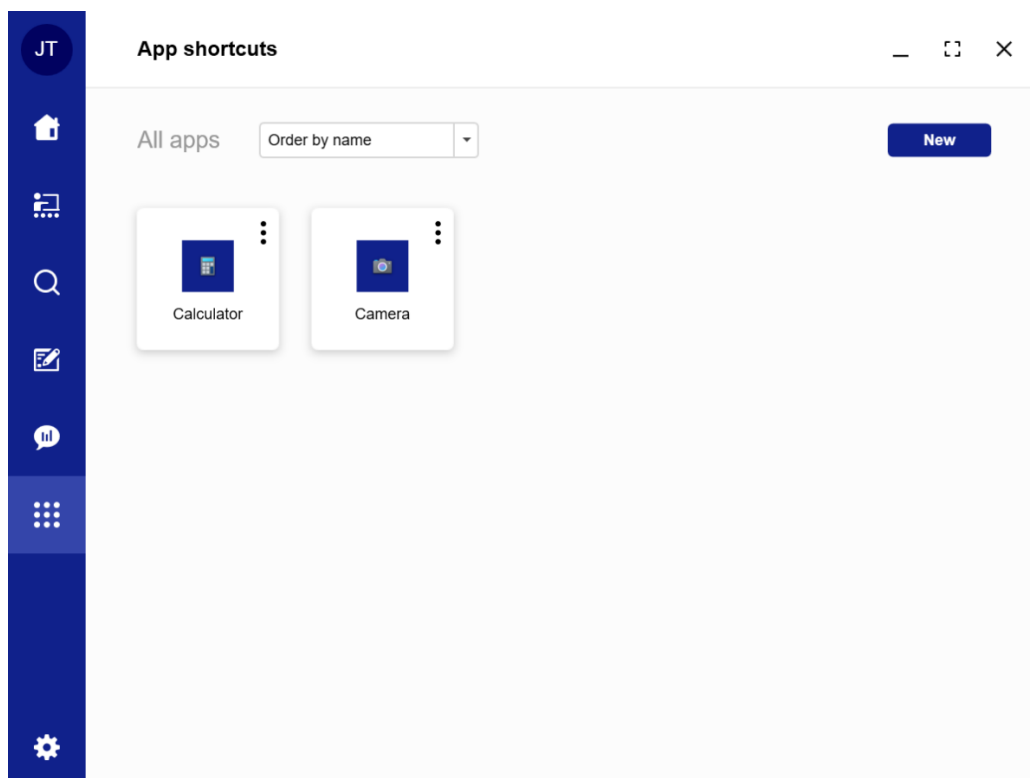 JT
App shortcuts
All apps
Order by name
New
Calculator
Camera